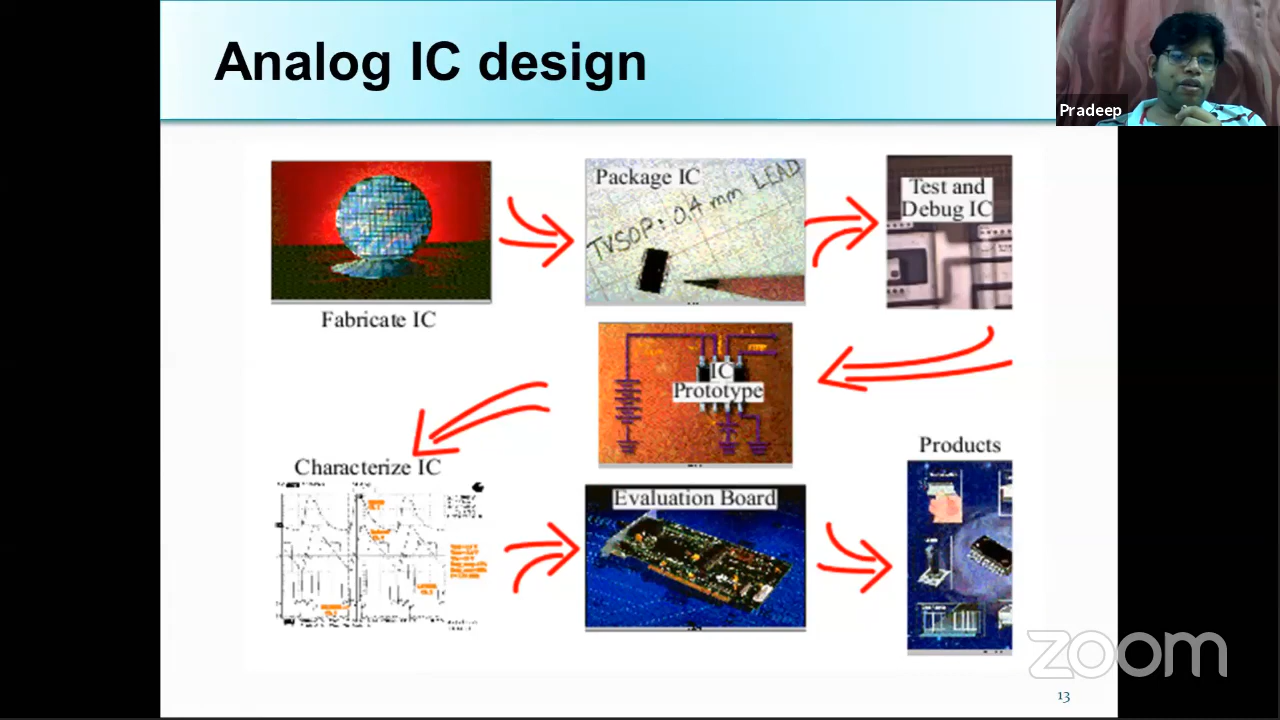 Analog IC design
Pradeep
Package IC
TVSOP: 0.4 mm LEAD
Test and
Debug IC
Fabricate IC
IC
Prototype
Characterize IC
Evaluation Board
Products
zoom
13